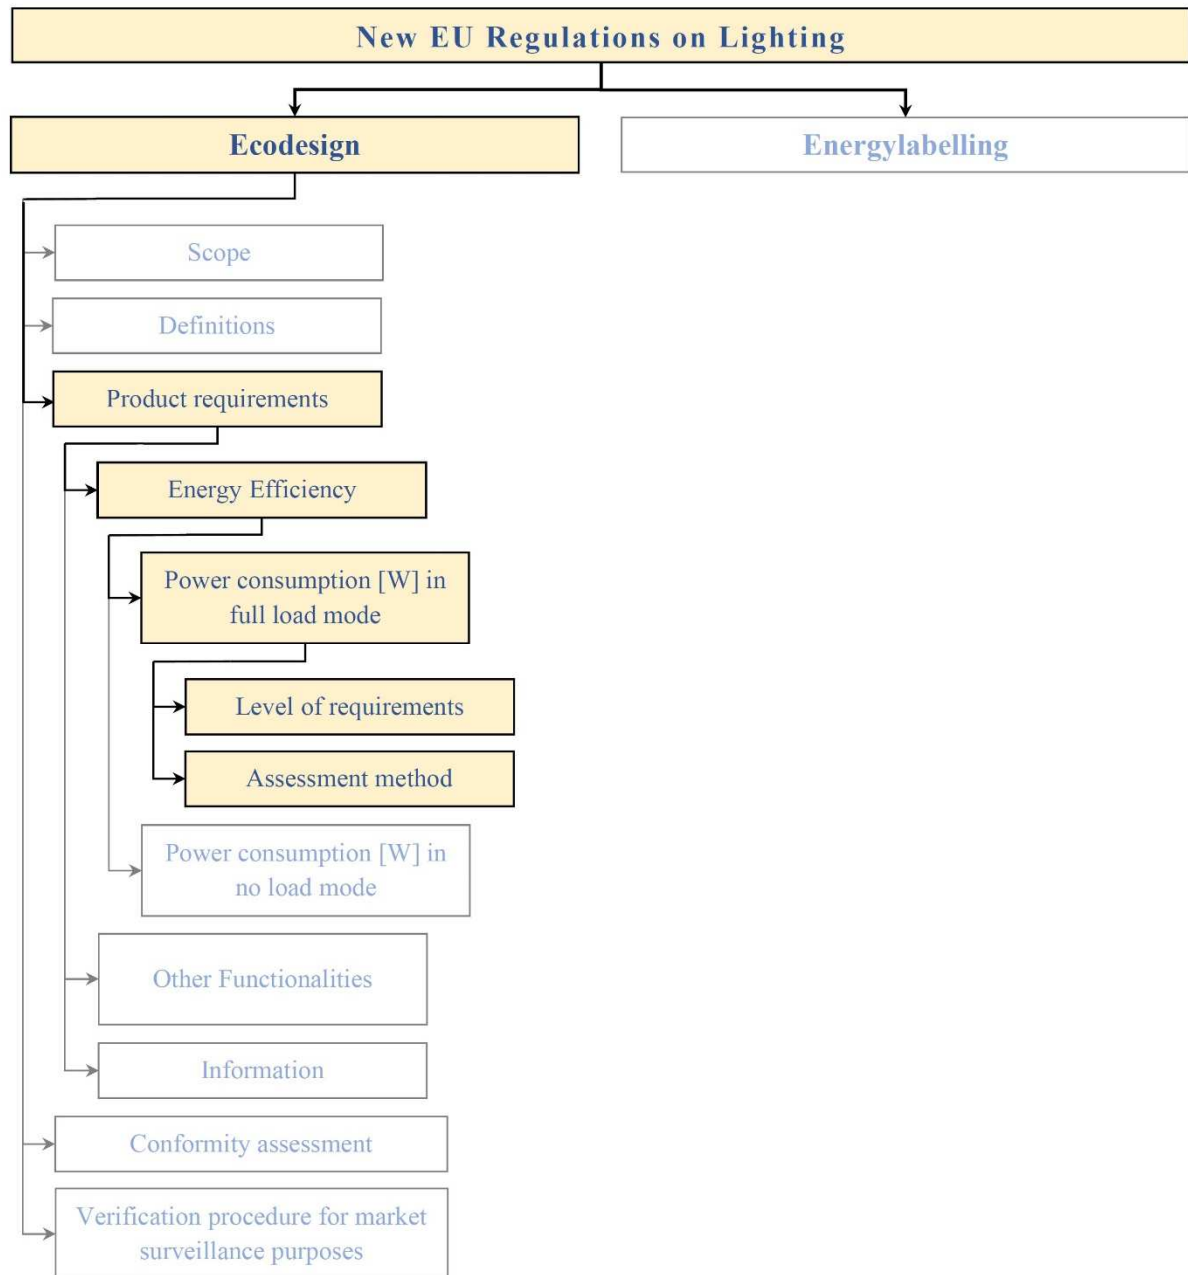 New EU Regulations on Lighting
Ecodesign
Energylabelling
Scope
Definitions
Product requirements
Energy Efficiency
Power consumption [W] in
full load mode
Level of requirements
Assessment method
Power consumption [W] in
no load mode
Other Functionalities
Information
Conformity assessment
Verification procedure for market
surveillance purposes